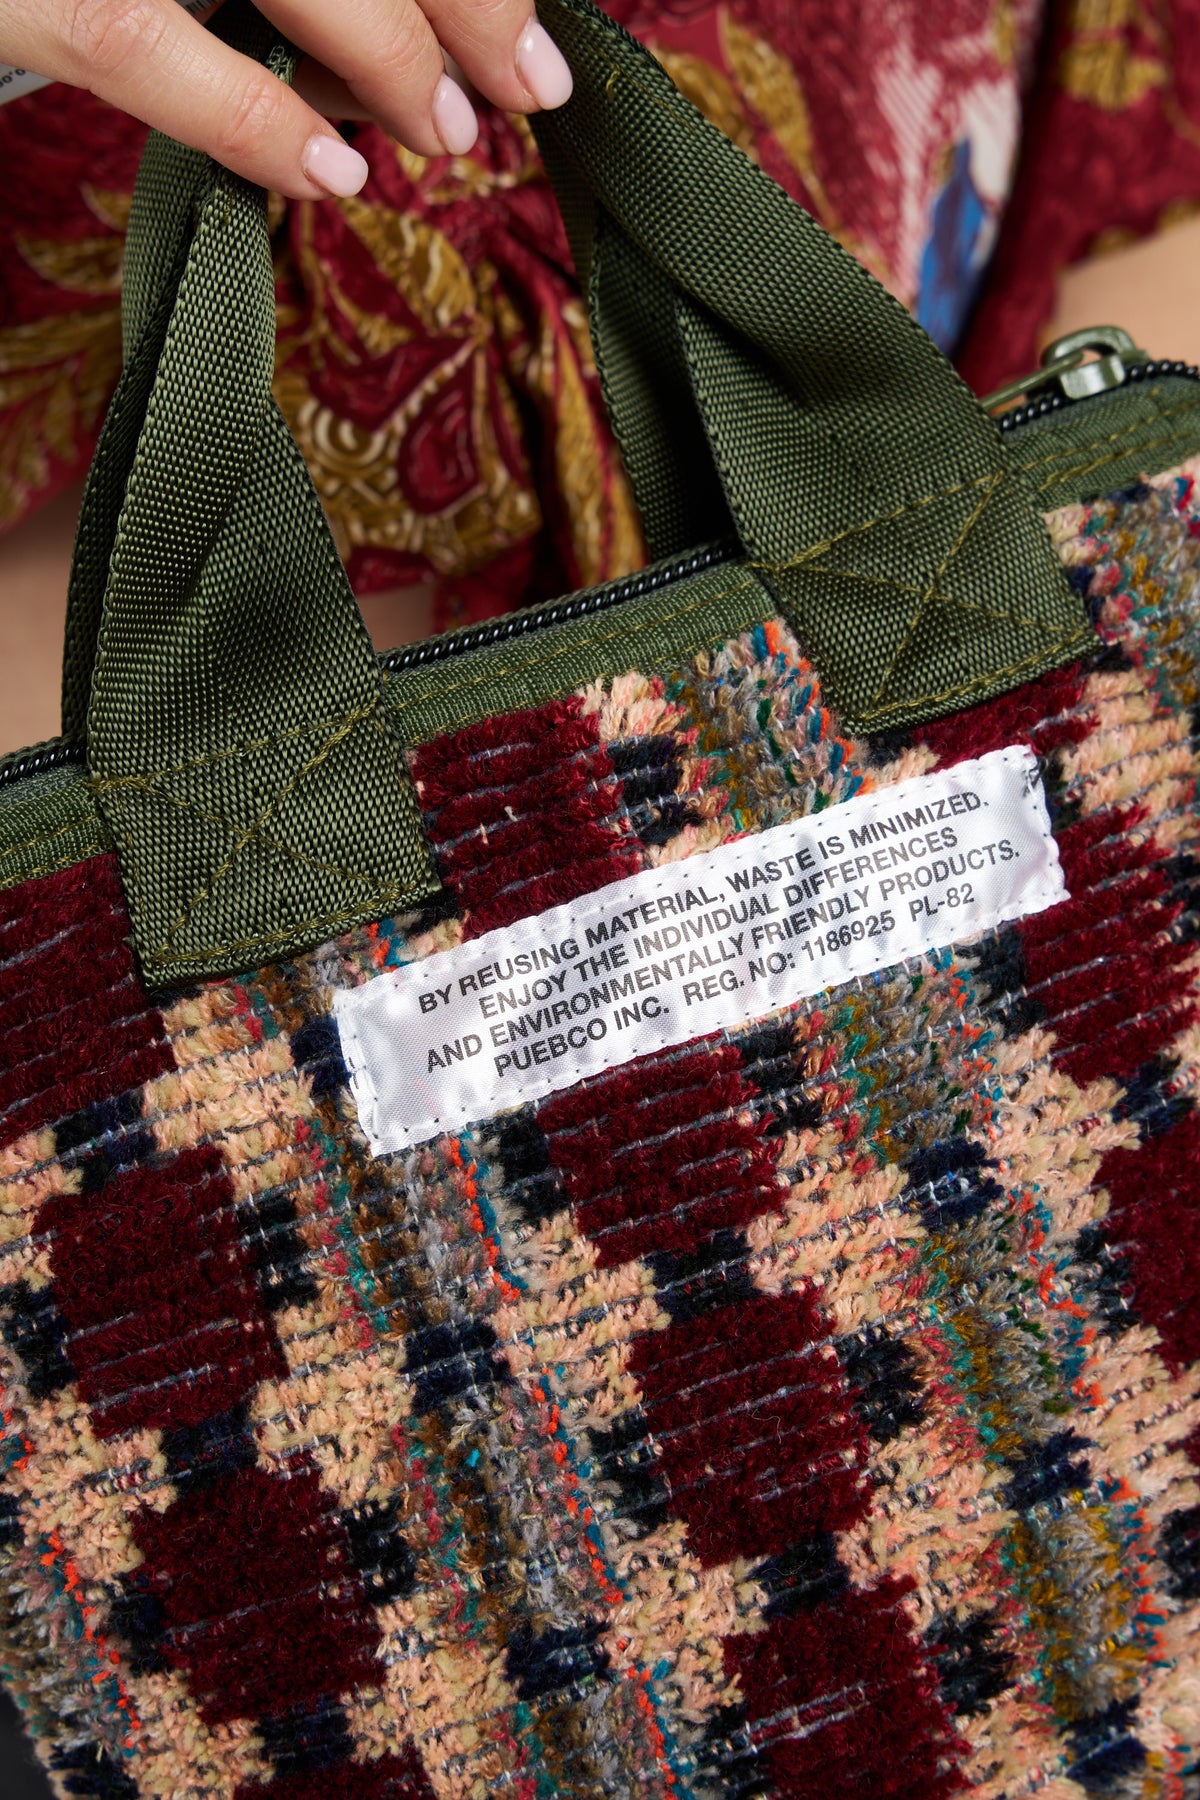 BY REUSING MATERIAL, WASTE IS MINIMIZED.
ENJOY THE INDIVIDUAL DIFFERENCES
AND ENVIRONMENTALLY FRIENDLY PRODUCTS.
PUEBCO INC. REG. NO: 1186925 PL-82